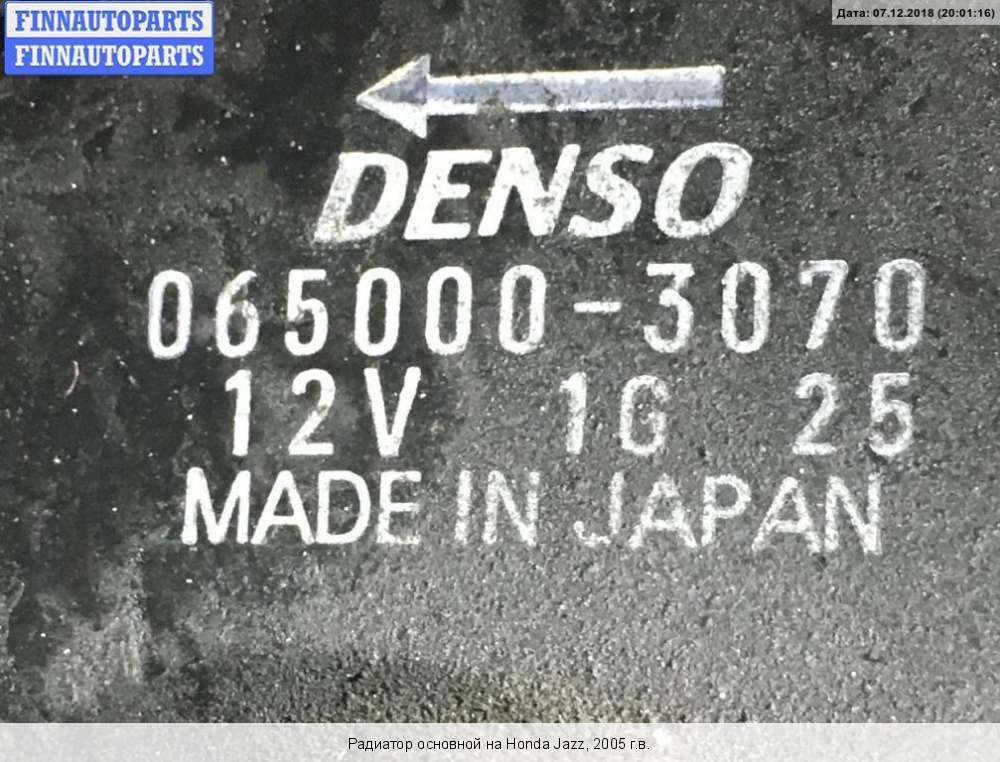 FINNAUTOPARTS
FINNAUTOPARTS
Дата: 07.12.2018 (20:01:16)
DENSO
065000-3070
12V 1G 25
MADE IN JAPAN
Радиатор основной на Honda Jazz, 2005 г.в.